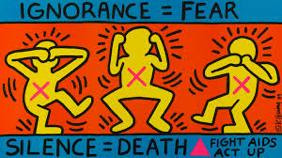 IGNORANCE = FEAR
SILENCE = DEATH
FIGHT AIDS
ACT UP